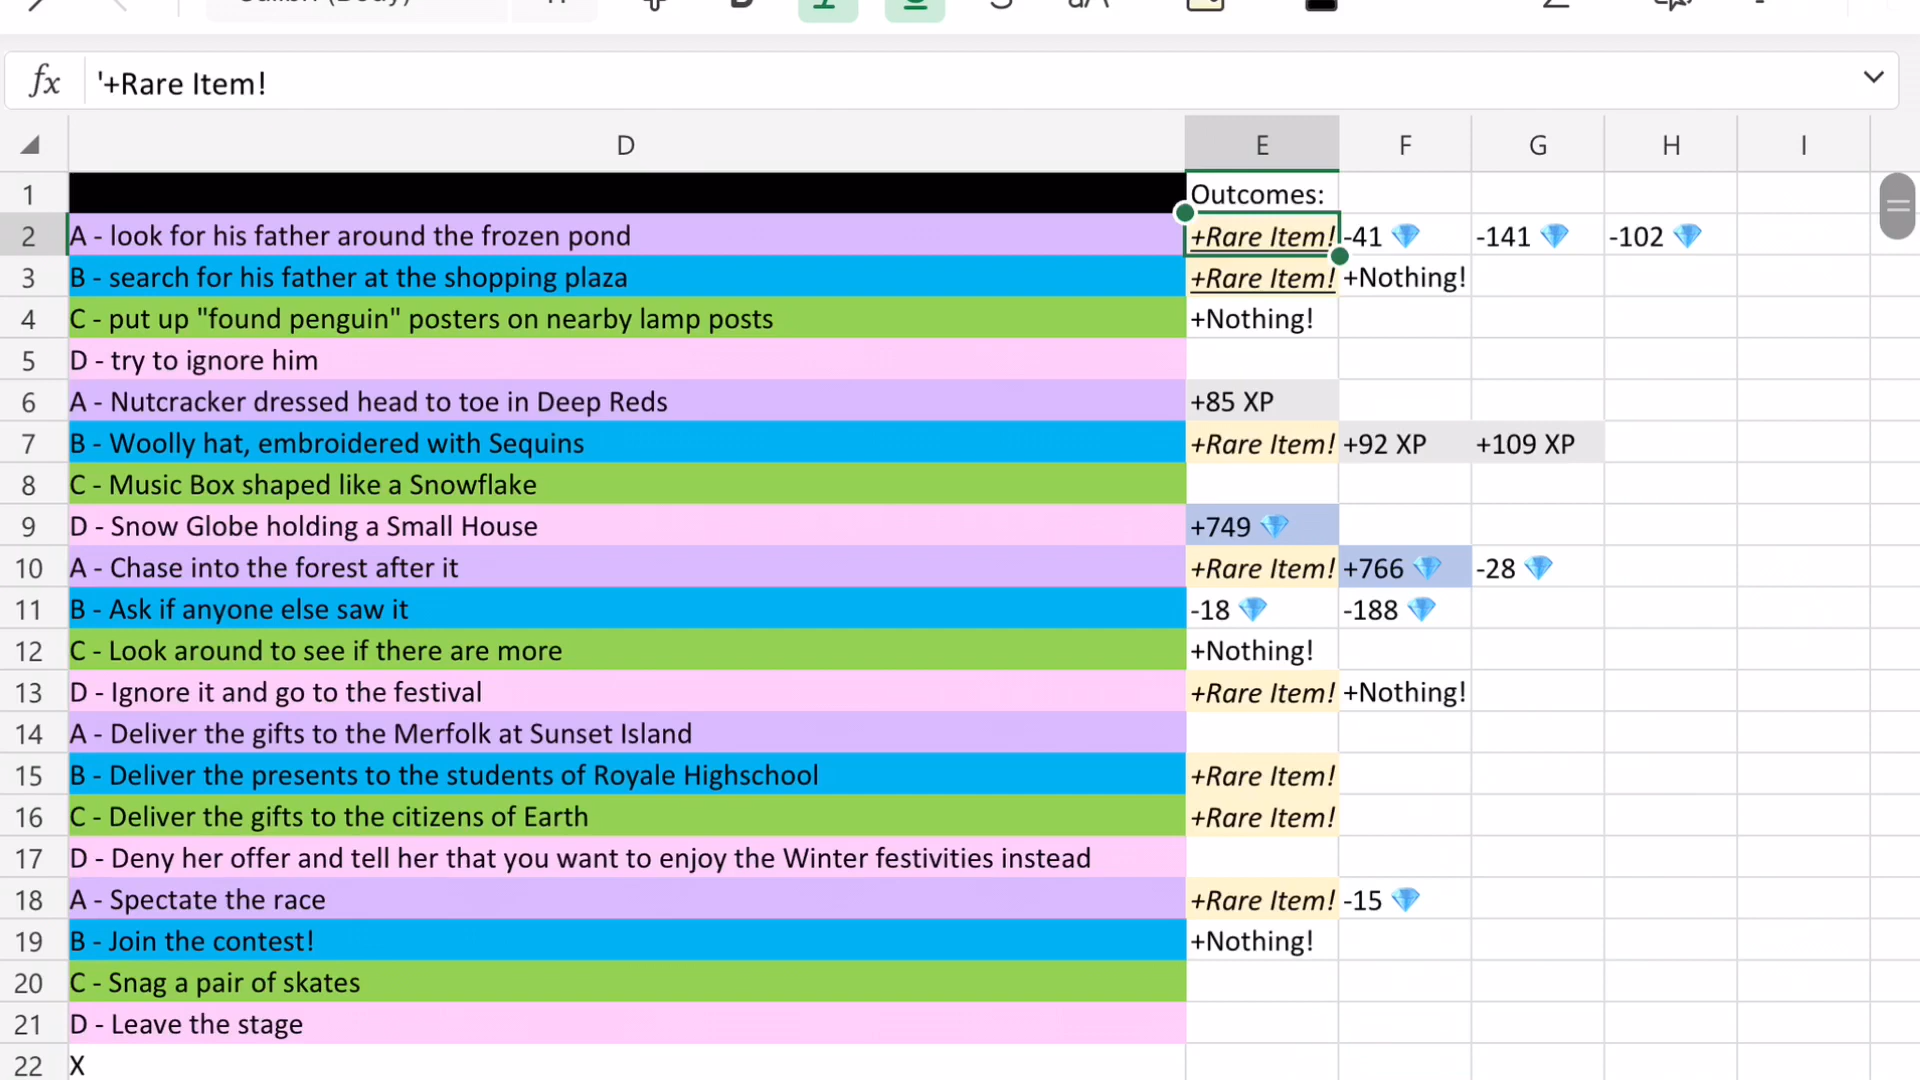 fx '+Rare Item!
D E F G H I
1 Outcomes:
2 A - look for his father around the frozen pond +Rare Item! -41 💎 -141 💎 -102 💎
3 B - search for his father at the shopping plaza +Rare Item! +Nothing!
4 C - put up "found penguin" posters on nearby lamp posts +Nothing!
5 D - try to ignore him
6 A - Nutcracker dressed head to toe in Deep Reds +85 XP
7 B - Woolly hat, embroidered with Sequins +Rare Item! +92 XP +109 XP
8 C - Music Box shaped like a Snowflake
9 D - Snow Globe holding a Small House +749 💎
10 A - Chase into the forest after it +Rare Item! +766 💎 -28 💎
11 B - Ask if anyone else saw it -18 💎 -188 💎
12 C - Look around to see if there are more +Nothing!
13 D - Ignore it and go to the festival +Rare Item! +Nothing!
14 A - Deliver the gifts to the Merfolk at Sunset Island
15 B - Deliver the presents to the students of Royale Highschool +Rare Item!
16 C - Deliver the gifts to the citizens of Earth +Rare Item!
17 D - Deny her offer and tell her that you want to enjoy the Winter festivities instead
18 A - Spectate the race +Rare Item! -15 💎
19 B - Join the contest! +Nothing!
20 C - Snag a pair of skates
21 D - Leave the stage
22 X